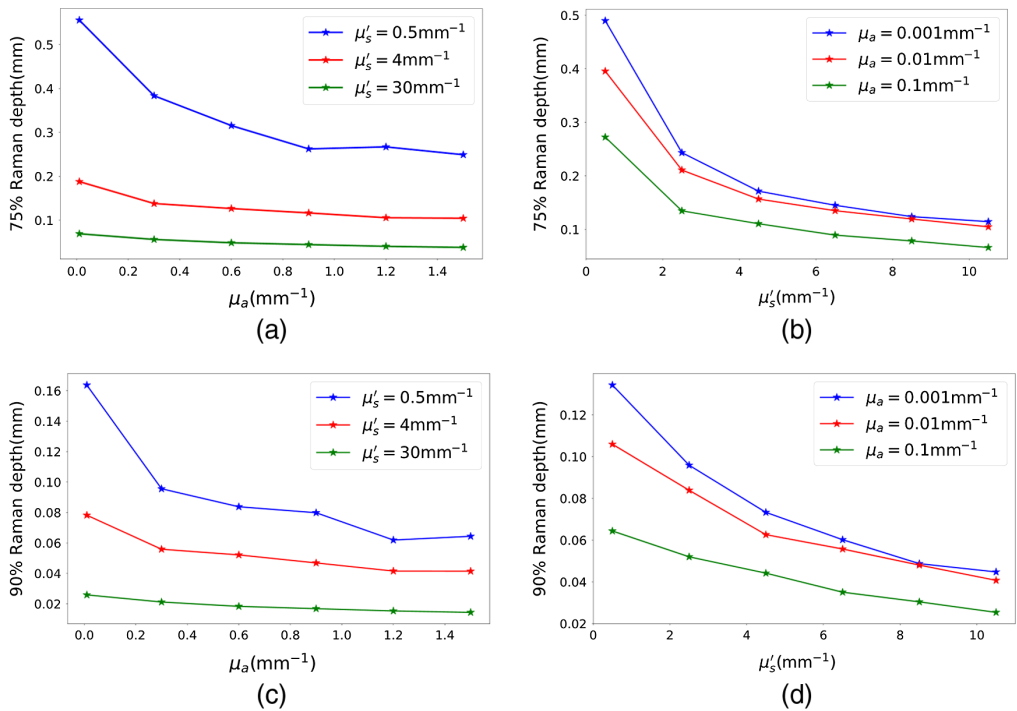 75% Raman depth(mm)
0.5
0.4
0.3
0.2
0.1
μ′ₛ = 0.5mm⁻¹
μ′ₛ = 4mm⁻¹
μ′ₛ = 30mm⁻¹
0.0 0.2 0.4 0.6 0.8 1.0 1.2 1.4
μₐ(mm⁻¹)
(a)
75% Raman depth(mm)
0.5
0.4
0.3
0.2
0.1
μₐ = 0.001mm⁻¹
μₐ = 0.01mm⁻¹
μₐ = 0.1mm⁻¹
0 2 4 6 8 10
μ′ₛ(mm⁻¹)
(b)
90% Raman depth(mm)
0.16
0.14
0.12
0.10
0.08
0.06
0.04
0.02
μ′ₛ = 0.5mm⁻¹
μ′ₛ = 4mm⁻¹
μ′ₛ = 30mm⁻¹
0.0 0.2 0.4 0.6 0.8 1.0 1.2 1.4
μₐ(mm⁻¹)
(c)
90% Raman depth(mm)
0.12
0.10
0.08
0.06
0.04
0.02
μₐ = 0.001mm⁻¹
μₐ = 0.01mm⁻¹
μₐ = 0.1mm⁻¹
0 2 4 6 8 10
μ′ₛ(mm⁻¹)
(d)